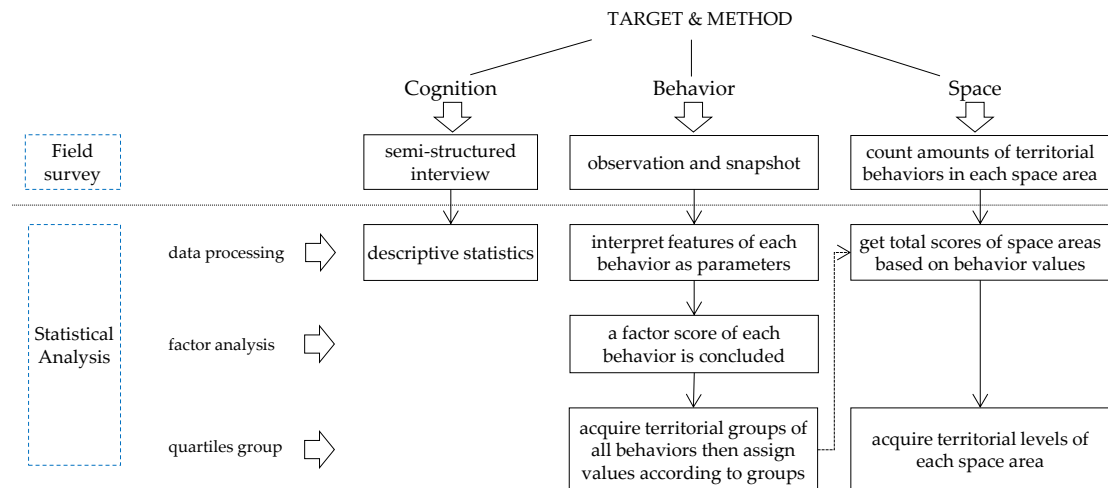 TARGET & METHOD
Cognition
Behavior
Space
Field
survey
semi-structured
interview
observation and snapshot
count amounts of territorial
behaviors in each space area
data processing
descriptive statistics
interpret features of each
behavior as parameters
get total scores of space areas
based on behavior values
Statistical
Analysis
factor analysis
a factor score of each
behavior is concluded
quartiles group
acquire territorial groups of
all behaviors then assign
values according to groups
acquire territorial levels of
each space area